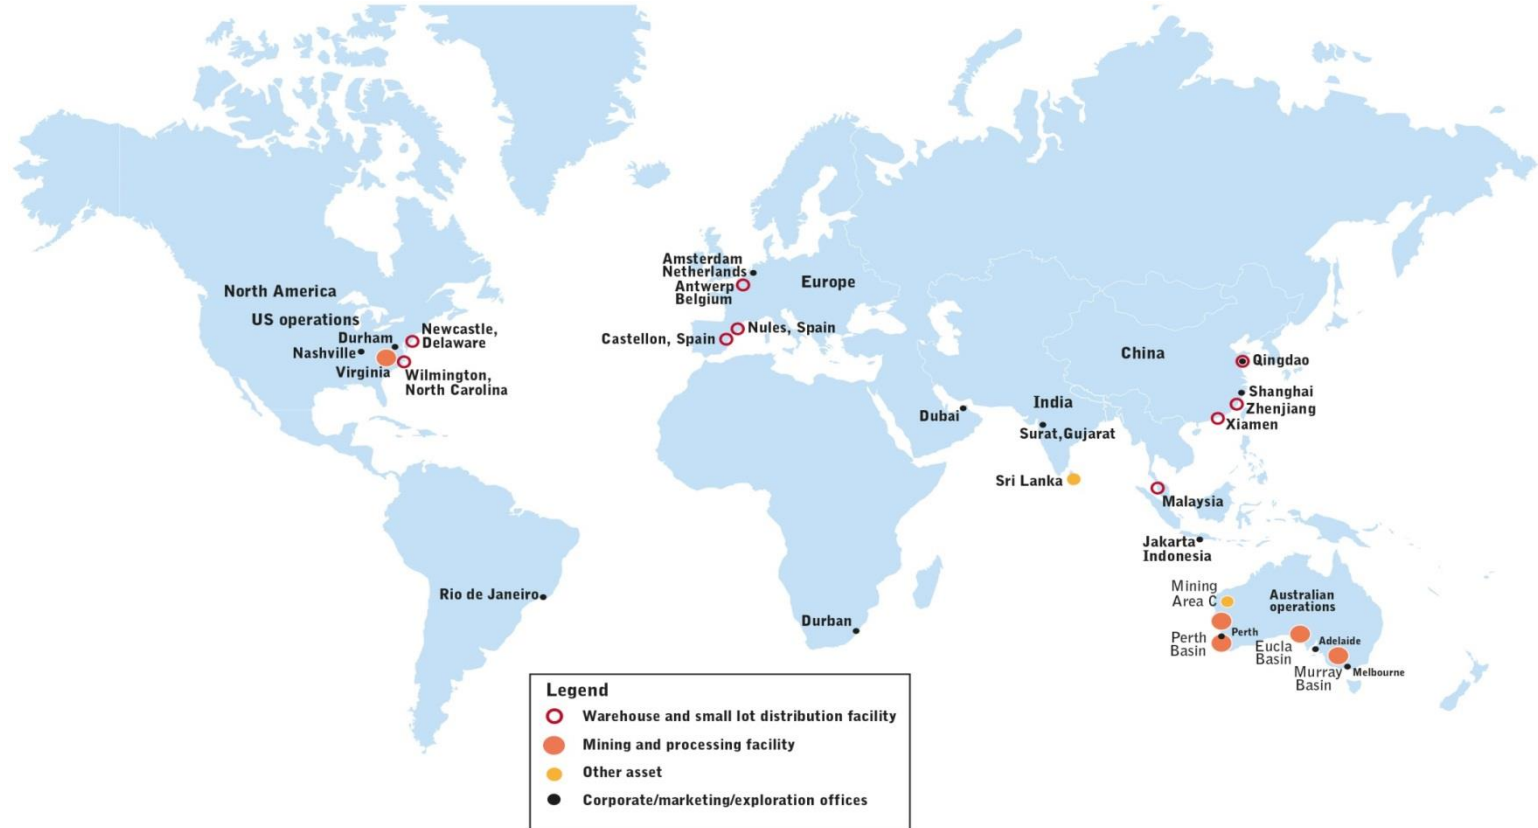 North America
US operations
Durham
Nashville
Virginia
Newcastle,
Delaware
Wilmington,
North Carolina
Rio de Janeiro
Amsterdam
Netherlands
Antwerp
Belgium
Europe
Castellon, Spain
Nules, Spain
Dubai
India
Surat,Gujarat
Sri Lanka
China
Qingdao
Shanghai
Zhenjiang
Xiamen
Malaysia
Jakarta
Indonesia
Durban
Mining
Area C
Australian
operations
Perth
Basin
Perth
Eucla
Basin
Adelaide
Murray
Basin
Melbourne
Legend
Warehouse and small lot distribution facility
Mining and processing facility
Other asset
Corporate/marketing/exploration offices